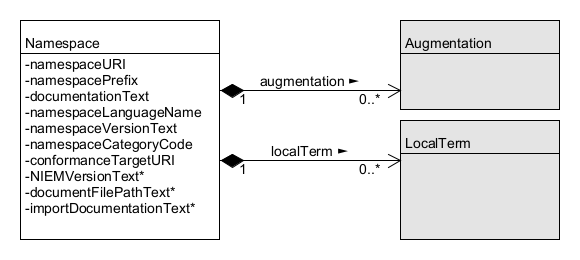 Namespace
-namespaceURI
-namespacePrefix
-documentationText
-namespaceLanguageName
-namespaceVersionText
-namespaceCategoryCode
-conformanceTargetURI
-NIEMVersionText*
-documentFilePathText*
-importDocumentationText*
augmentation ►
1
0..*
Augmentation
localTerm ►
1
0..*
LocalTerm